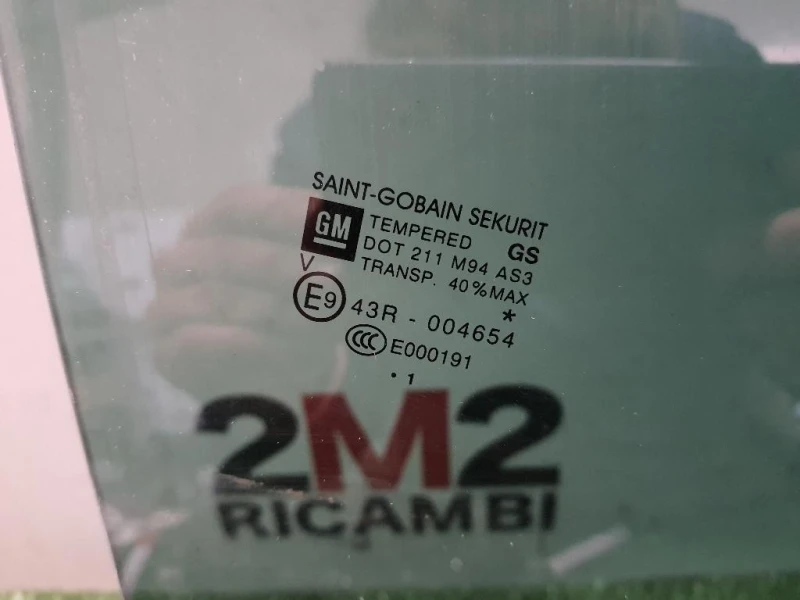 SAINT-GOBAIN SEKURIT
GM TEMPERED GS
DOT 211 M94 AS3
V TRANSP. 40%MAX
*
E9 43R - 004654
CCC E000191
. 1
2M2
RICAMBI